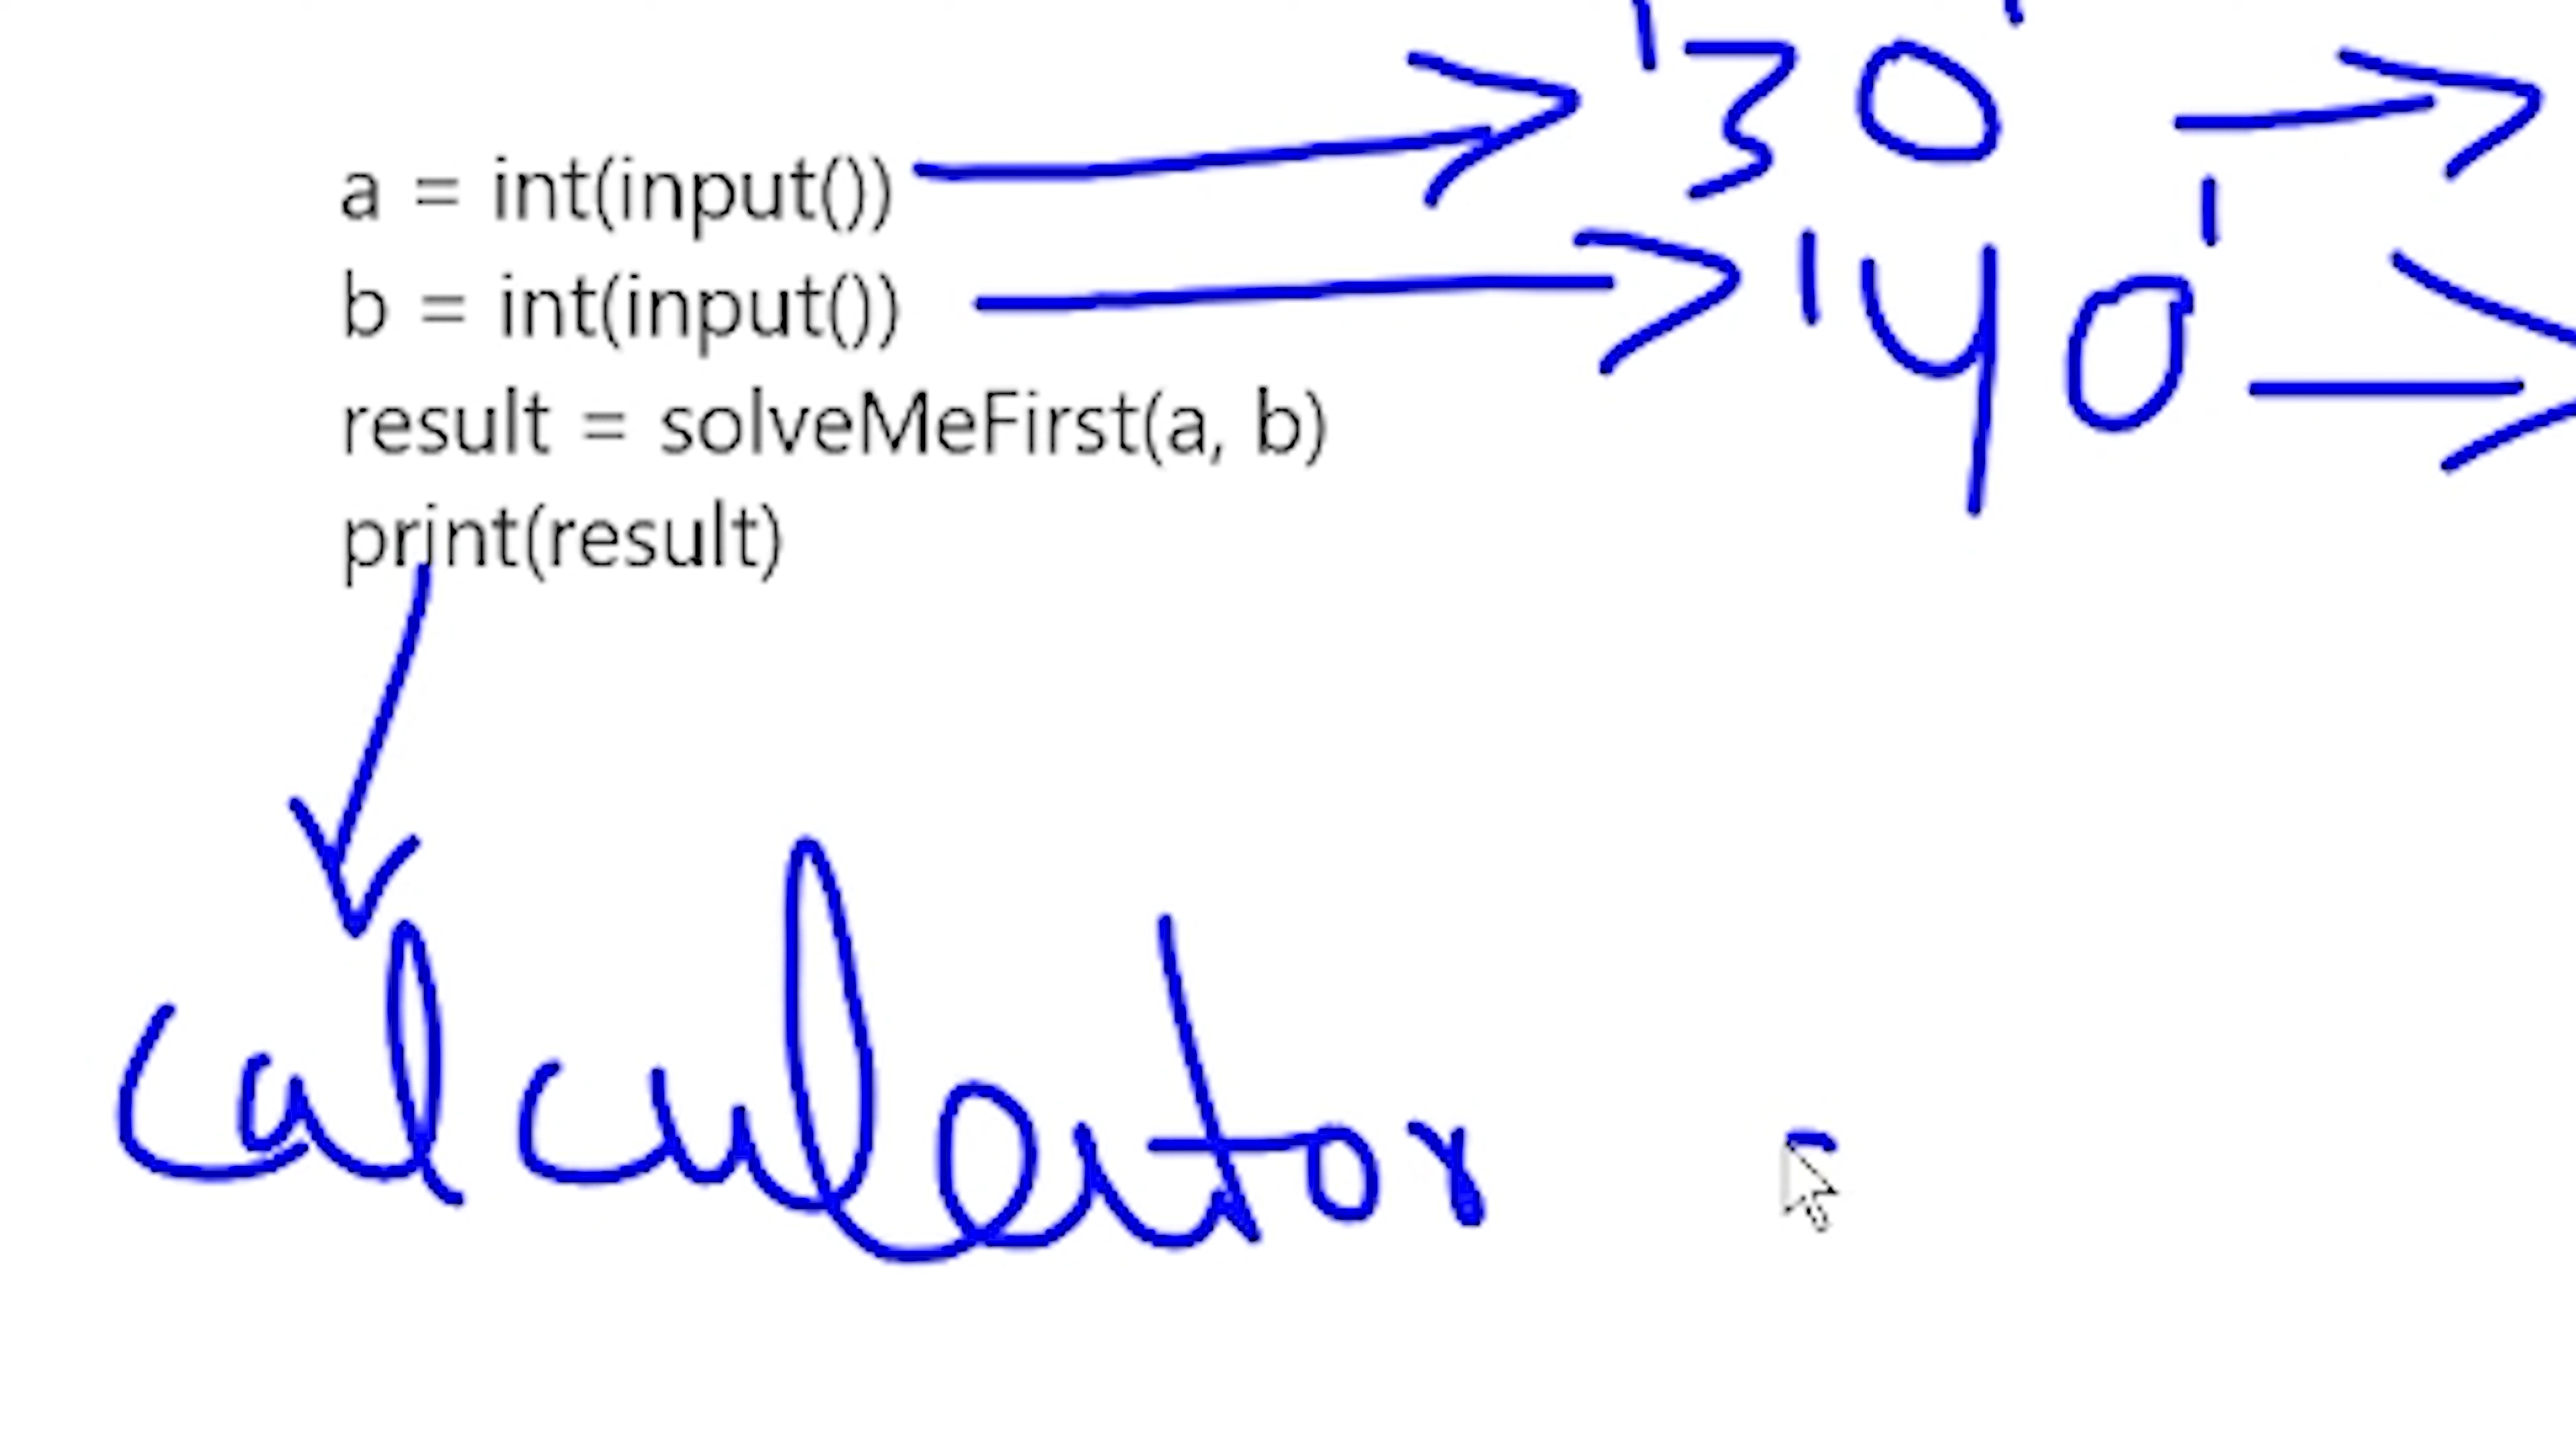 '30'
a = int(input())
'40'
b = int(input())
result = solveMeFirst(a, b)
print(result)
calculator